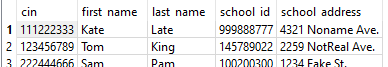 cin first name last name school id school address
1 111222333 Kate Late 999888777 4321 Noname Ave.
2 123456789 Tom King 145789022 2259 NotReal Ave.
3 222444666 Sam Pam 100200300 1234 Fake St.